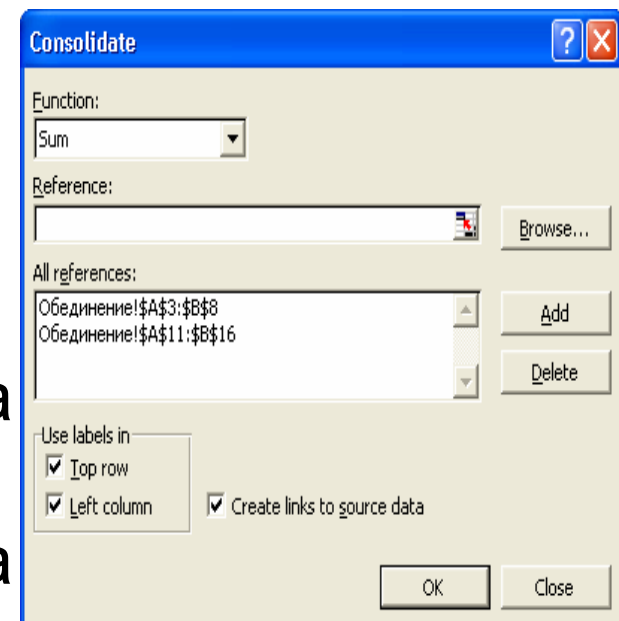 Consolidate
Function:
Sum
Reference:
Browse...
All references:
Обединение!$A$3:$B$8
Обединение!$A$11:$B$16
Add
Delete
а
Use labels in
Top row
Left column
Create links to source data
а
OK
Close